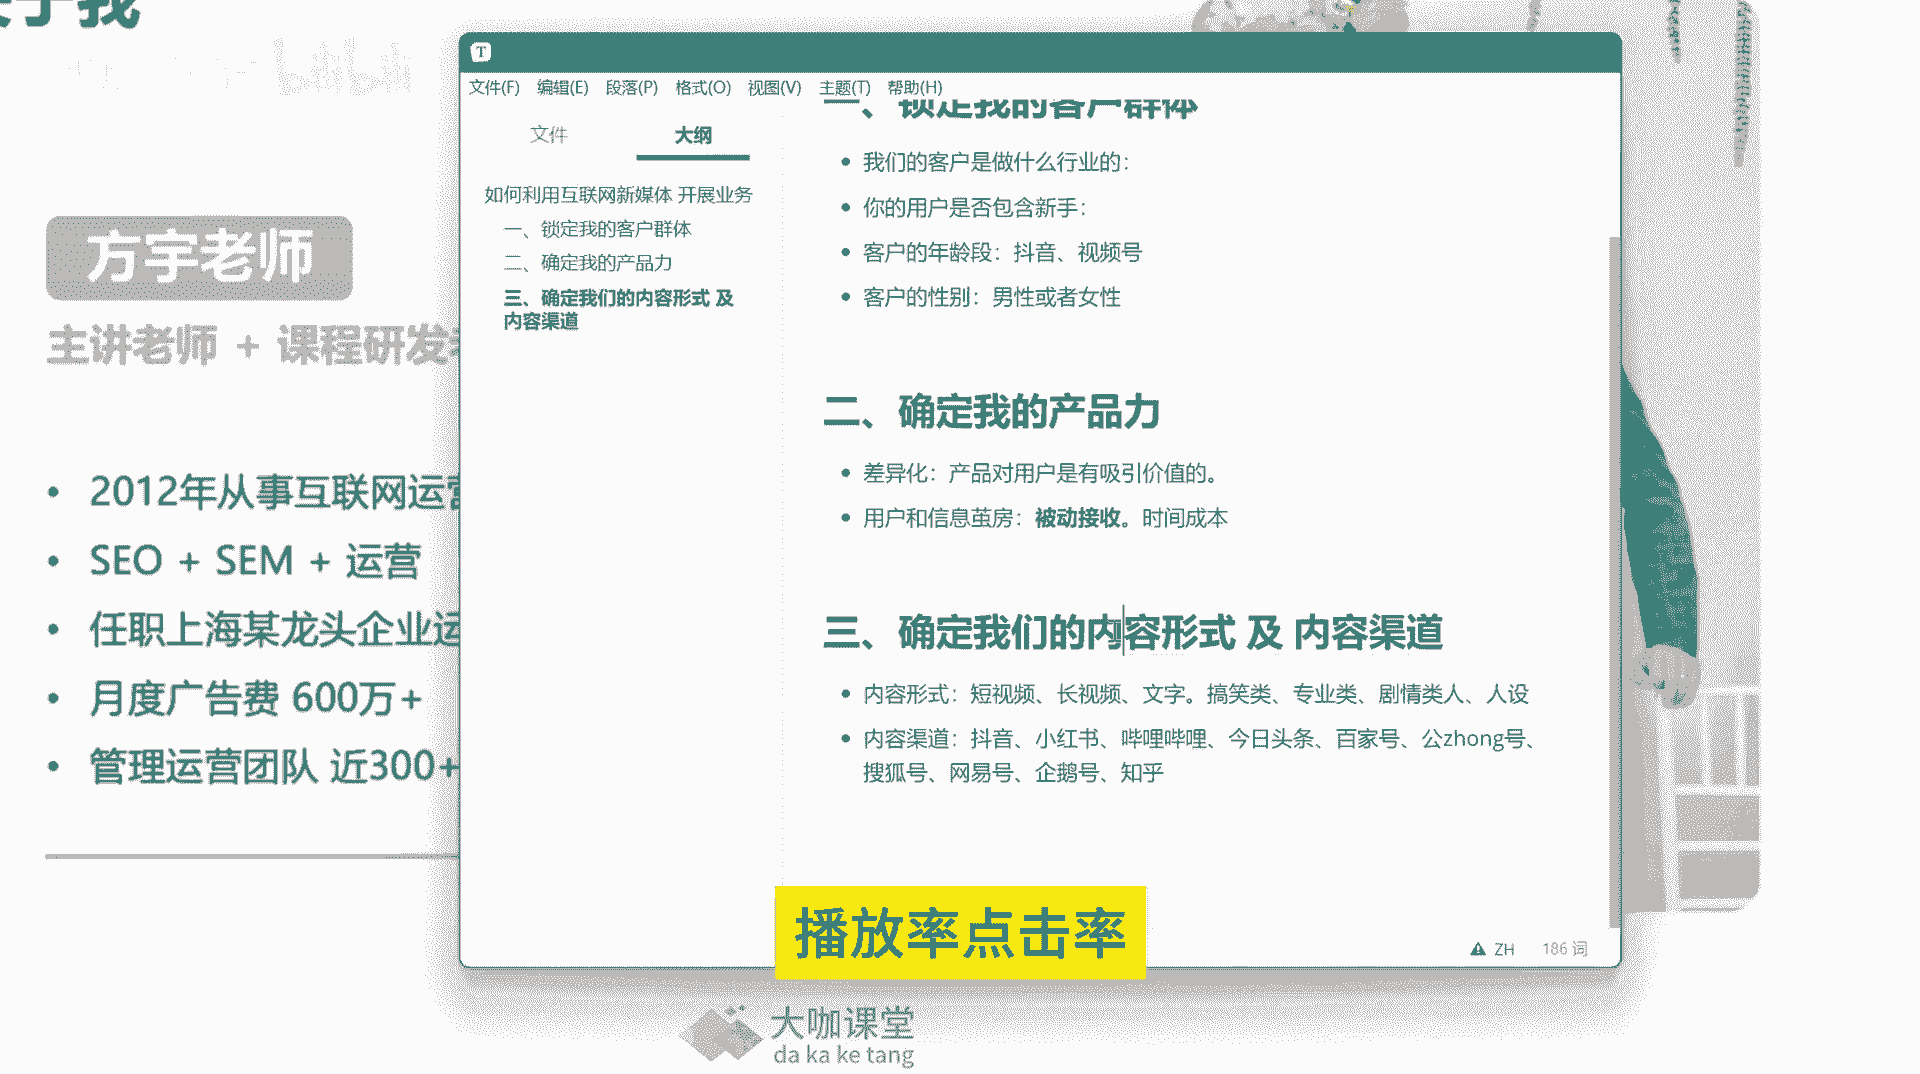 关于我
bilibili
方宇老师
主讲老师 + 课程研发
2012年从事互联网运营
SEO + SEM + 运营
任职上海某龙头企业运
月度广告费 600万+
管理运营团队 近300+
T
文件(F) 编辑(E) 段落(P) 格式(O) 视图(V) 主题(T) 帮助(H)
文件 大纲
如何利用互联网新媒体 开展业务
一、锁定我的客户群体
二、确定我的产品力
三、确定我们的内容形式 及
内容渠道
一、锁定我的客户群体
我们的客户是做什么行业的：
你的用户是否包含新手：
客户的年龄段：抖音、视频号
客户的性别：男性或者女性
二、确定我的产品力
差异化：产品对用户是有吸引价值的。
用户和信息茧房：被动接收。时间成本
三、确定我们的内容形式 及 内容渠道
内容形式：短视频、长视频、文字。搞笑类、专业类、剧情类人、人设
内容渠道：抖音、小红书、哔哩哔哩、今日头条、百家号、公zhong号、
搜狐号、网易号、企鹅号、知乎
ZH 186 词
播放率点击率
大咖课堂
da ka ke tang